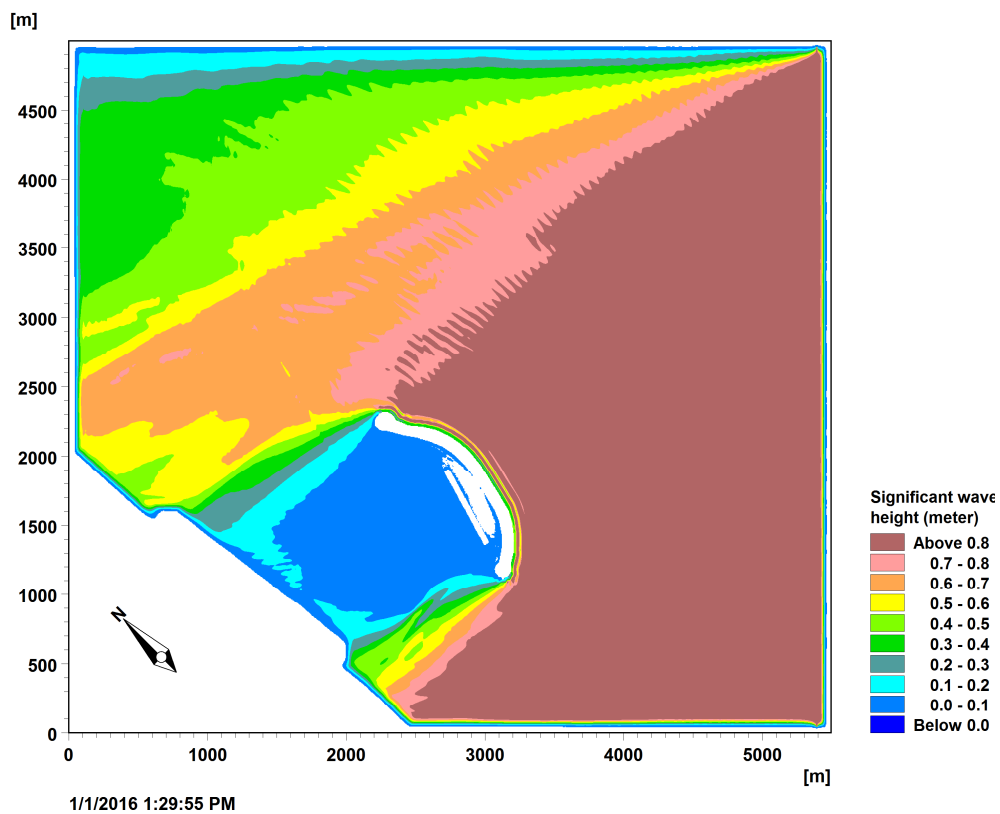 [m]
4500
4000
3500
3000
2500
2000
1500
1000
500
0
0 1000 2000 3000 4000 5000
[m]
N
Significant wave
height (meter)
Above 0.8
0.7 - 0.8
0.6 - 0.7
0.5 - 0.6
0.4 - 0.5
0.3 - 0.4
0.2 - 0.3
0.1 - 0.2
0.0 - 0.1
Below 0.0
1/1/2016 1:29:55 PM